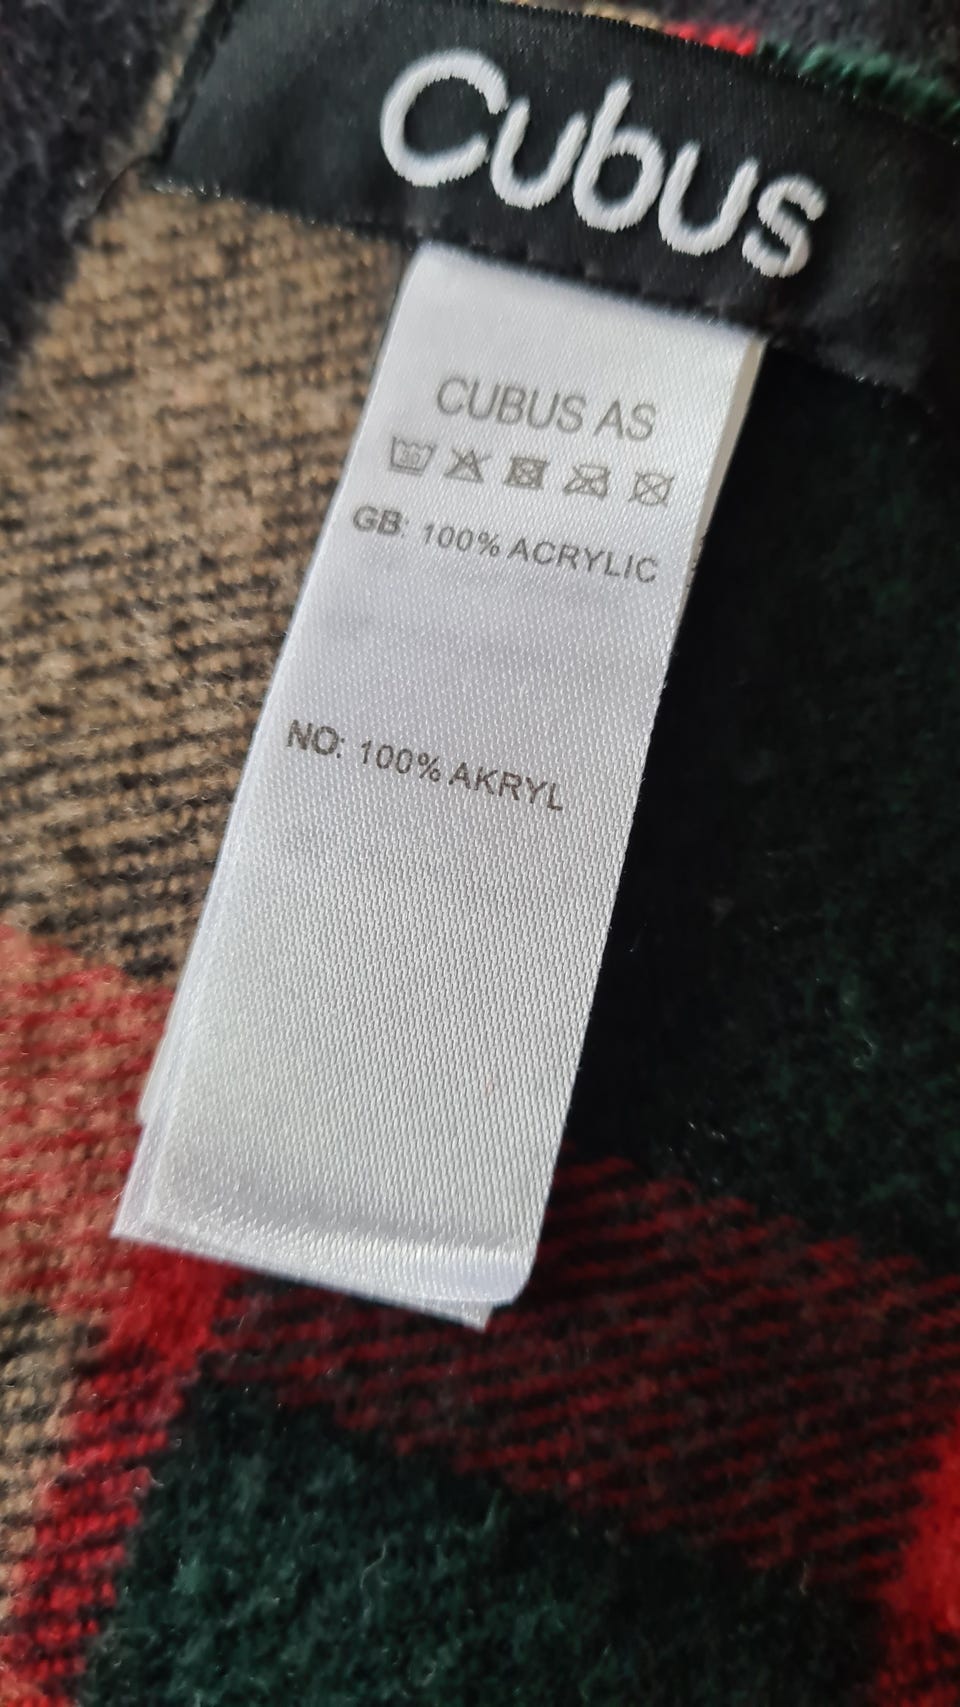 Cubus
CUBUS AS
GB: 100% ACRYLIC
NO: 100% AKRYL